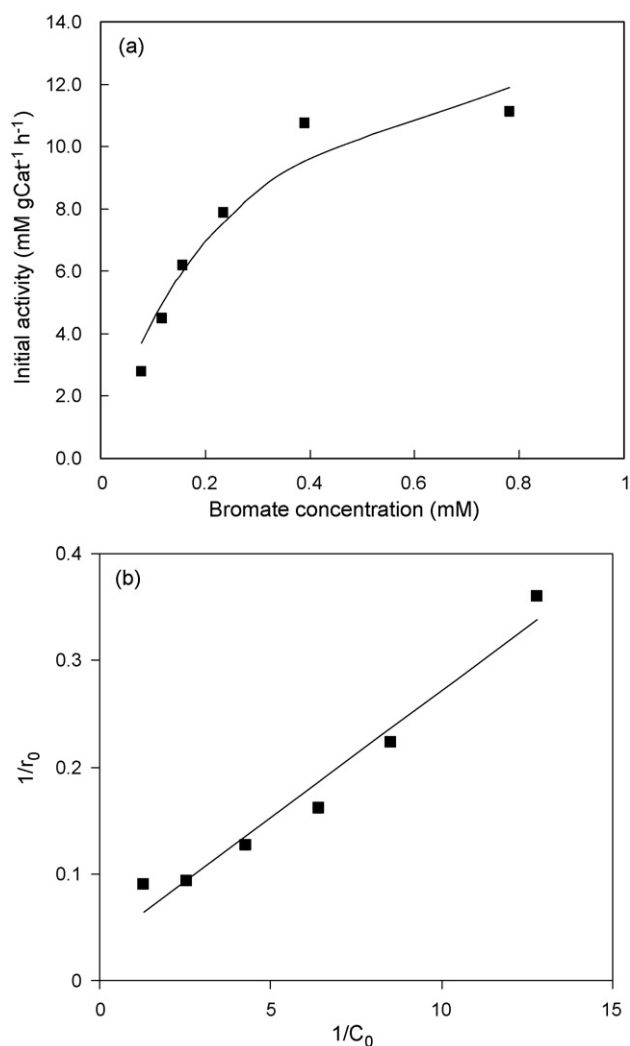 (a)
14.0
12.0
10.0
8.0
6.0
4.0
2.0
0.0
Initial activity (mM gCat⁻¹ h⁻¹)
0 0.2 0.4 0.6 0.8 1
Bromate concentration (mM)
(b)
0.4
0.3
0.2
0.1
0
1/r₀
0 5 10 15
1/C₀